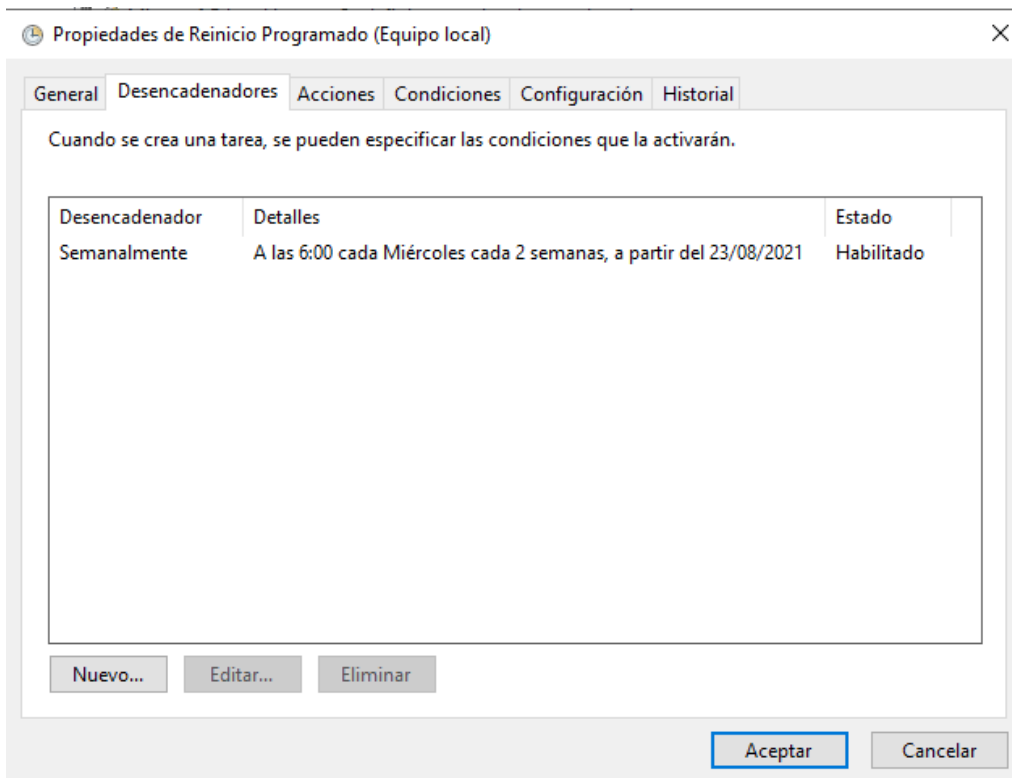 Propiedades de Reinicio Programado (Equipo local)
General Desencadenadores Acciones Condiciones Configuración Historial
Cuando se crea una tarea, se pueden especificar las condiciones que la activarán.
Desencadenador Detalles Estado
Semanalmente A las 6:00 cada Miércoles cada 2 semanas, a partir del 23/08/2021 Habilitado
Nuevo... Editar... Eliminar
Aceptar Cancelar